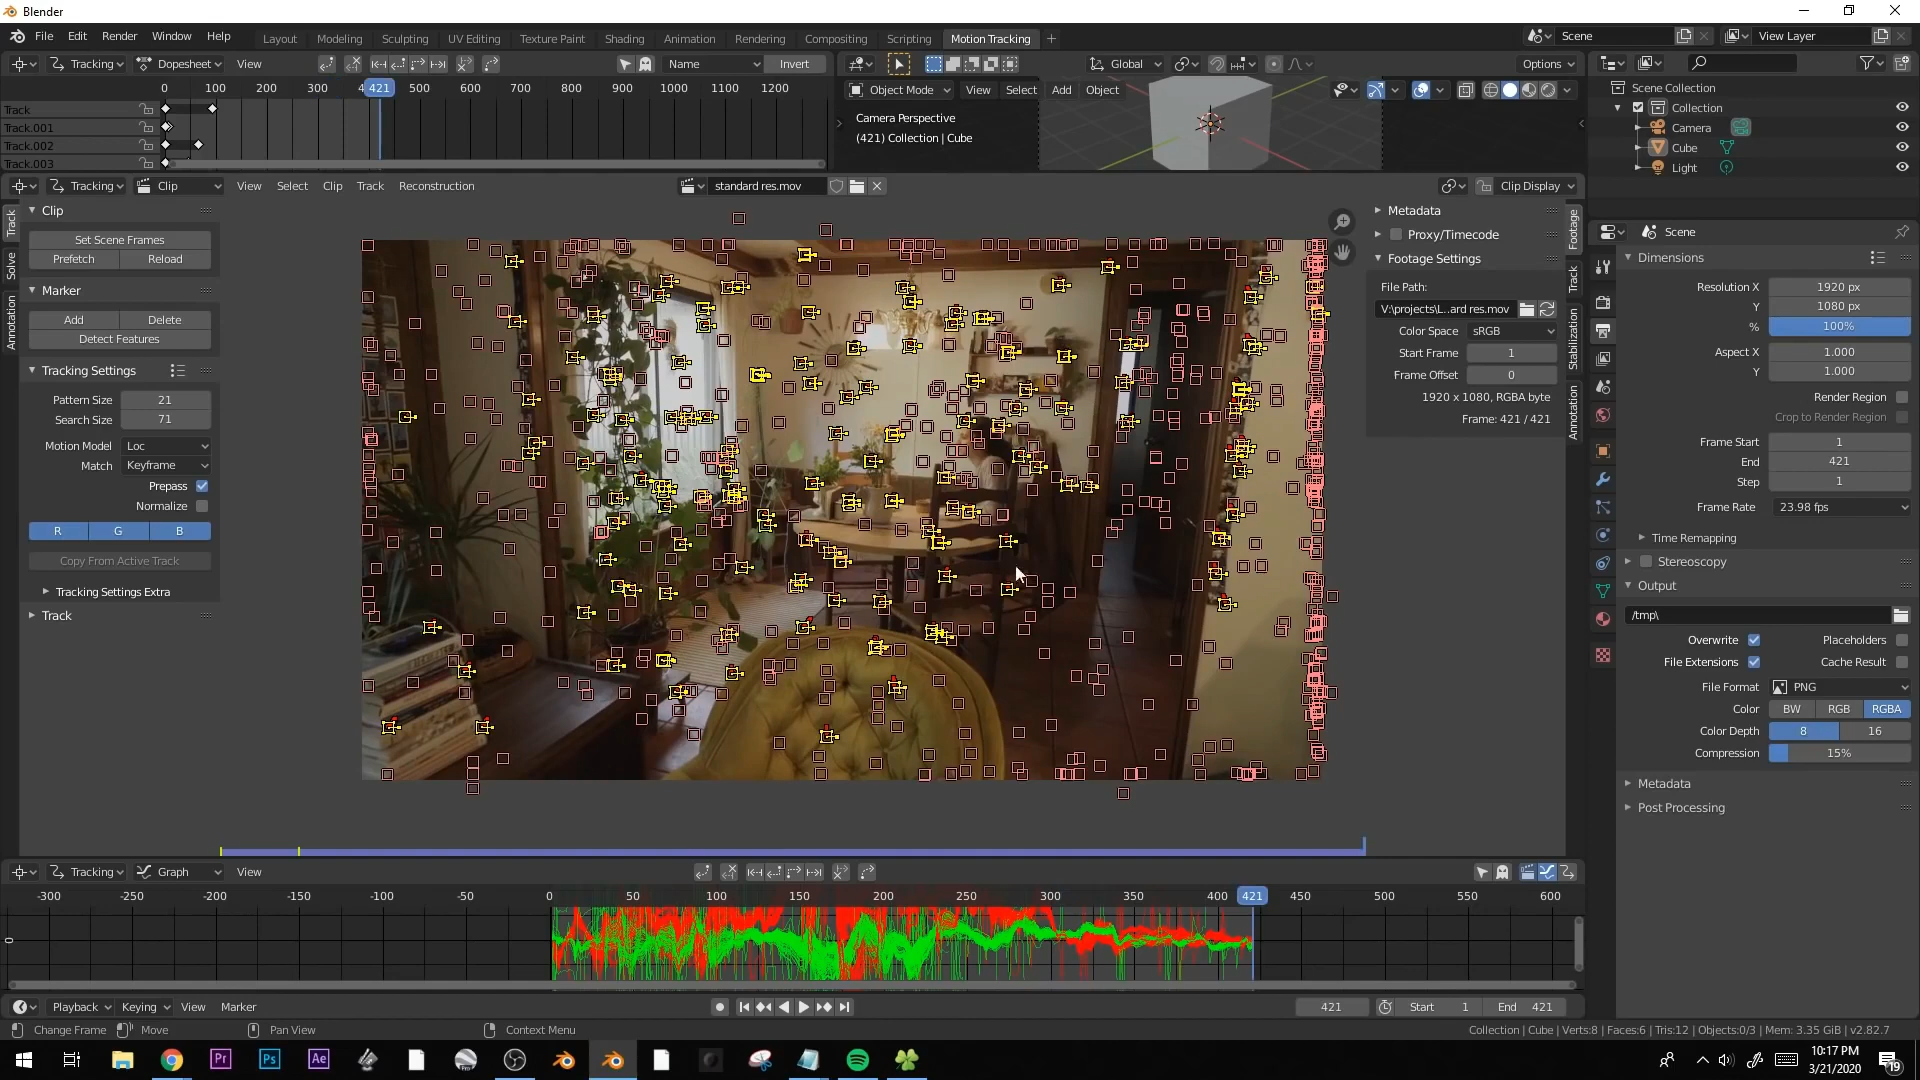 Blender
File Edit Render Window Help Layout Modeling Sculpting UV Editing Texture Paint Shading Animation Rendering Compositing Scripting Motion Tracking + Scene View Layer
Tracking Dopesheet View Name Invert Global Options
0 100 200 300 4 421 500 600 700 800 900 1000 1100 1200
Object Mode View Select Add Object
Track
Track.001
Track.002
Track.003
Camera Perspective
(421) Collection | Cube
Scene Collection
Collection
Camera
Cube
Light
Tracking Clip View Select Clip Track Reconstruction standard res.mov Clip Display
Track
Solve
Annotation
Clip
Set Scene Frames
Prefetch Reload
Marker
Add Delete
Detect Features
Tracking Settings
Pattern Size 21
Search Size 71
Motion Model Loc
Match Keyframe
Prepass
Normalize
R G B
Copy From Active Track
Tracking Settings Extra
Track
Metadata
Proxy/Timecode
Footage Settings
File Path:
V:\projects\L...ard res.mov
Color Space sRGB
Start Frame 1
Frame Offset 0
1920 x 1080, RGBA byte
Frame: 421 / 421
Footage
Track
Stabilization
Annotation
Scene
Dimensions
Resolution X 1920 px
Y 1080 px
% 100%
Aspect X 1.000
Y 1.000
Render Region
Crop to Render Region
Frame Start 1
End 421
Step 1
Frame Rate 23.98 fps
Time Remapping
Stereoscopy
Output
/tmp\
Overwrite Placeholders
File Extensions Cache Result
File Format PNG
Color BW RGB RGBA
Color Depth 8 16
Compression 15%
Metadata
Post Processing
Tracking Graph View
-300 -250 -200 -150 -100 -50 0 50 100 150 200 250 300 350 400 421 450 500 550 600
0
Playback Keying View Marker 421 Start 1 End 421
Change Frame Move Pan View Context Menu Collection | Cube | Verts:8 | Faces:6 | Tris:12 | Objects:0/3 | Mem: 3.35 GiB | v2.82.7
Pr Ps Ae
10:17 PM
3/21/2020
19